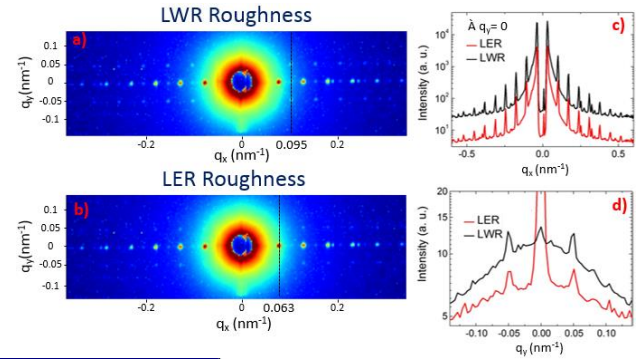 LWR Roughness
a)
qy(nm-1)
0.1
0.05
0
-0.05
-0.1
-0.2
0
0.095
0.2
qx (nm-1)
LER Roughness
b)
qy(nm-1)
0.1
0.05
0
-0.05
-0.1
-0.2
0
0.063
0.2
qx (nm-1)
c)
À qy= 0
LER
LWR
Intensity (a. u.)
10⁴
10³
10²
10¹
-0.5
0.0
0.5
qx (nm-1)
d)
LER
LWR
Intensity (a. u.)
20
15
10
5
-0.10
-0.05
0.00
0.05
0.10
qy (nm-1)